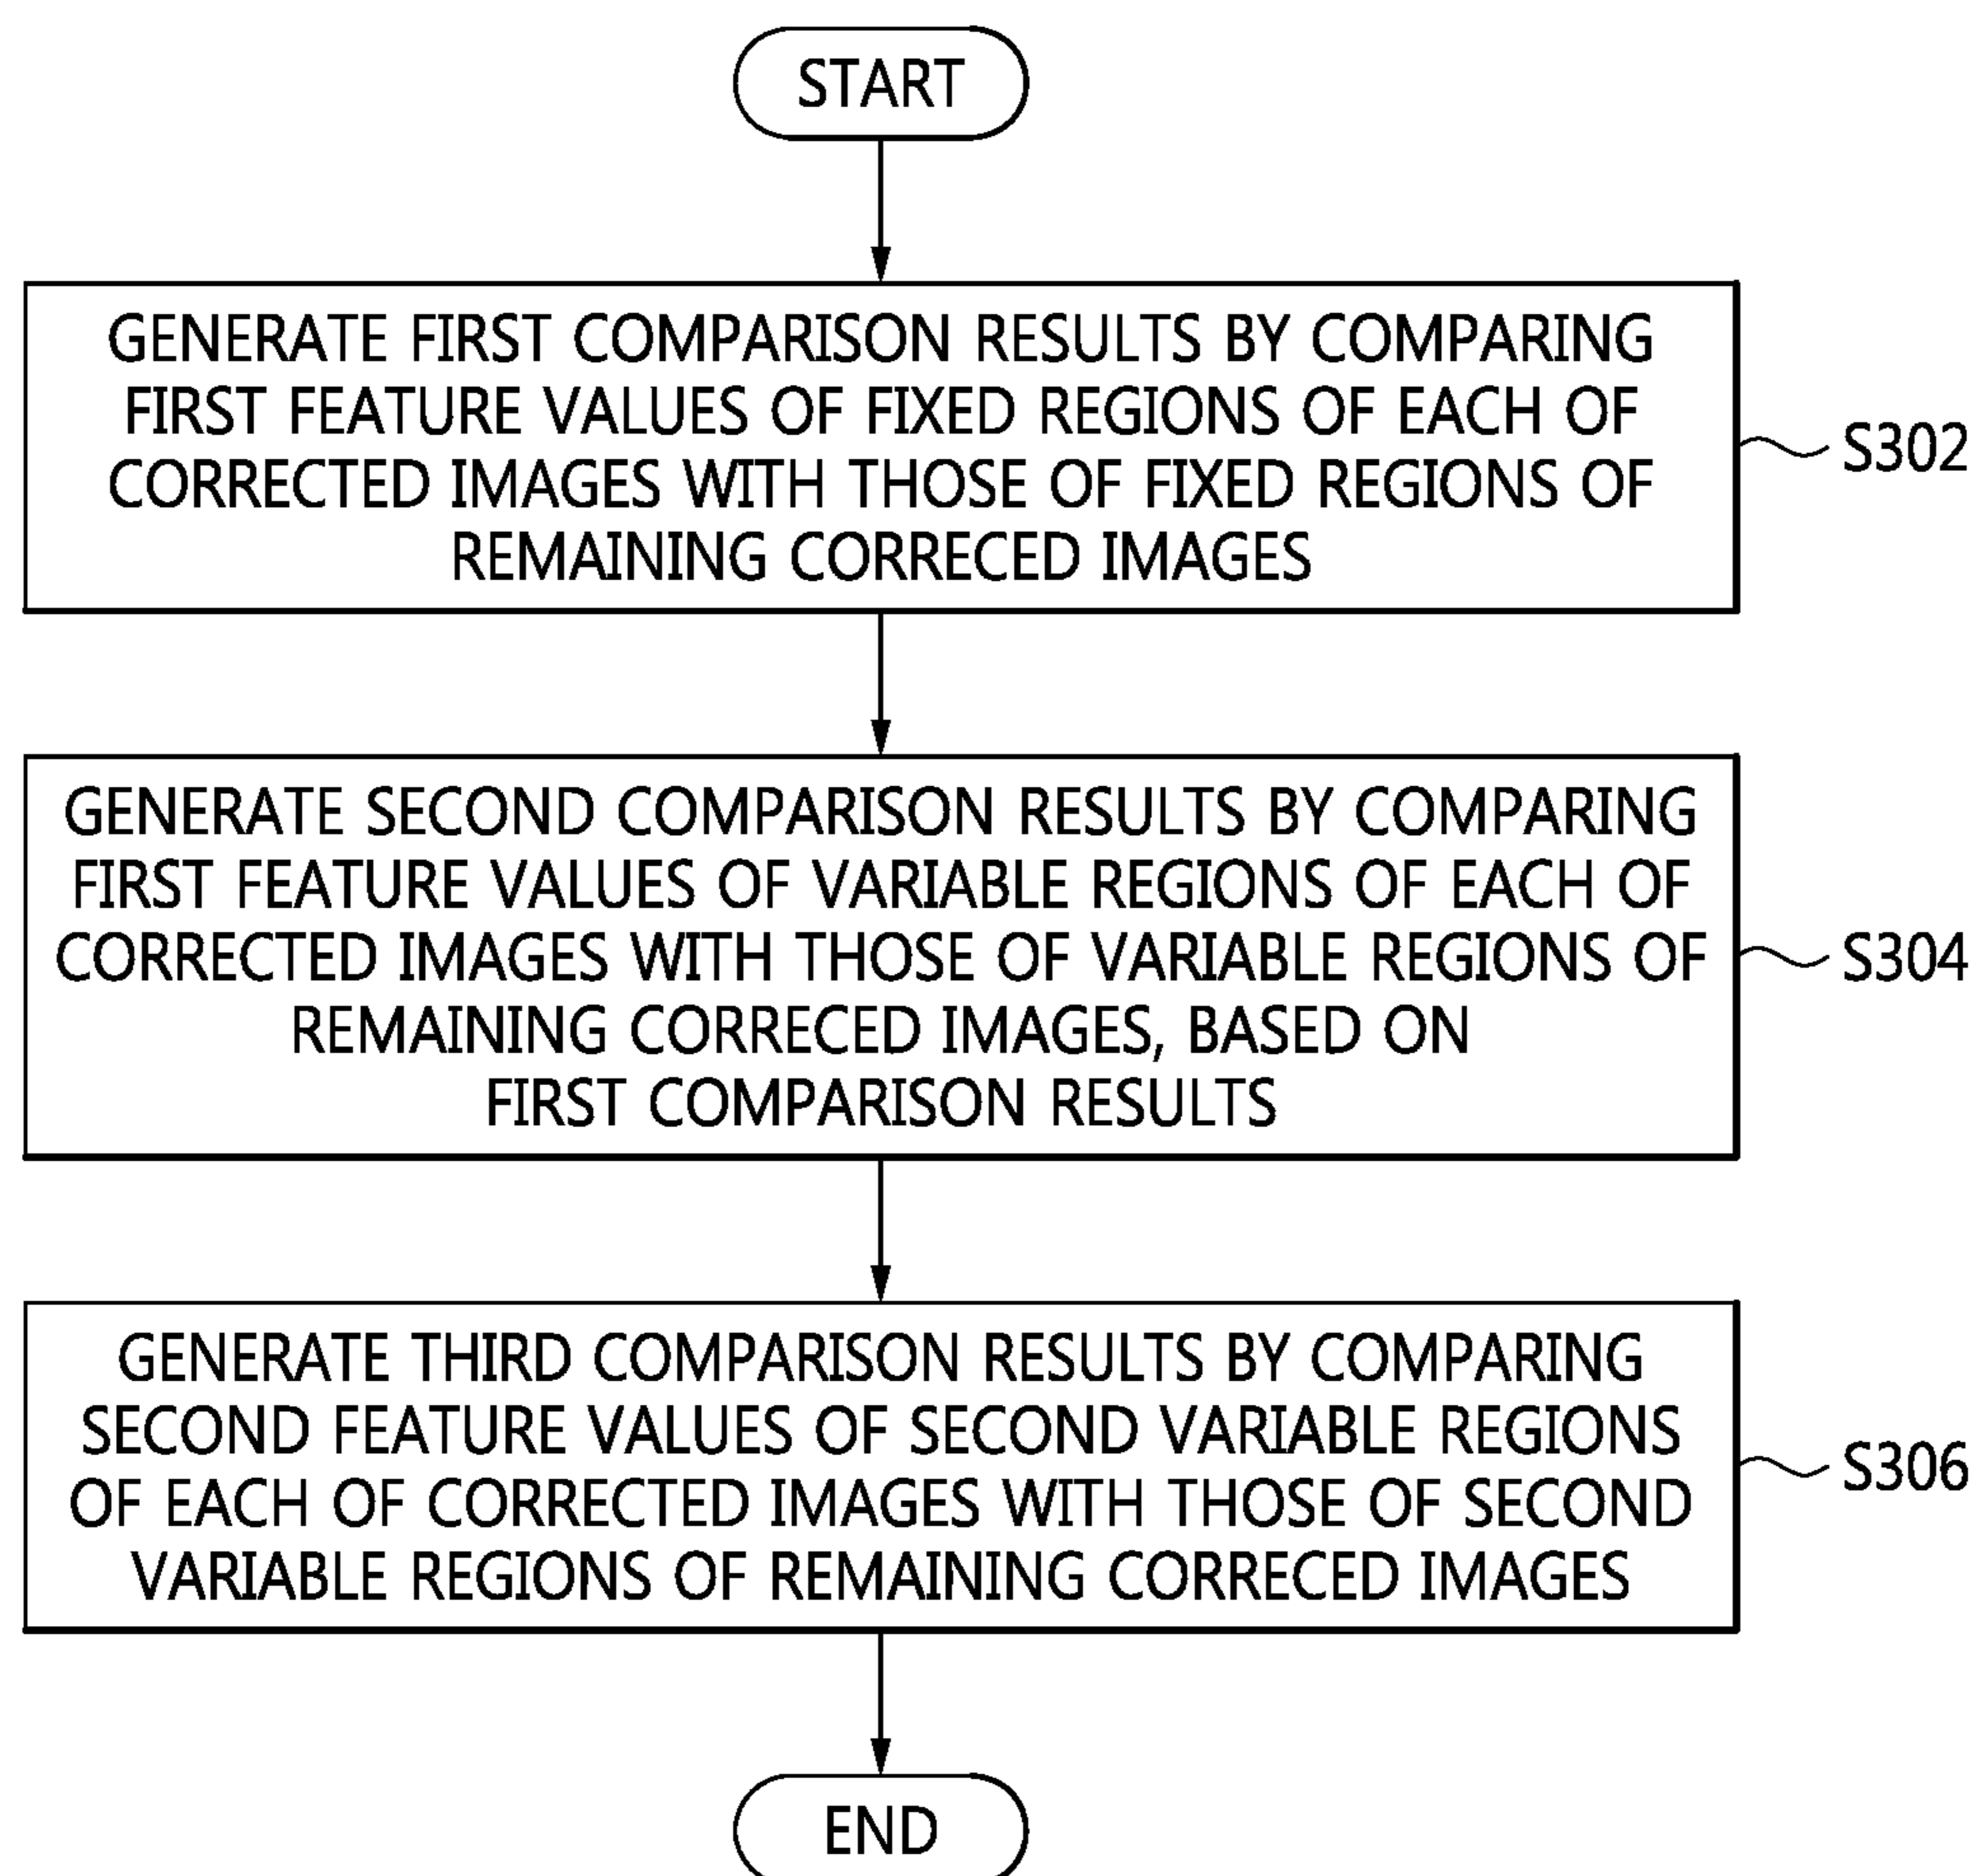 START
GENERATE FIRST COMPARISON RESULTS BY COMPARING
FIRST FEATURE VALUES OF FIXED REGIONS OF EACH OF
CORRECTED IMAGES WITH THOSE OF FIXED REGIONS OF
REMAINING CORRECED IMAGES
S302
GENERATE SECOND COMPARISON RESULTS BY COMPARING
FIRST FEATURE VALUES OF VARIABLE REGIONS OF EACH OF
CORRECTED IMAGES WITH THOSE OF VARIABLE REGIONS OF
REMAINING CORRECED IMAGES, BASED ON
FIRST COMPARISON RESULTS
S304
GENERATE THIRD COMPARISON RESULTS BY COMPARING
SECOND FEATURE VALUES OF SECOND VARIABLE REGIONS
OF EACH OF CORRECTED IMAGES WITH THOSE OF SECOND
VARIABLE REGIONS OF REMAINING CORRECED IMAGES
S306
END